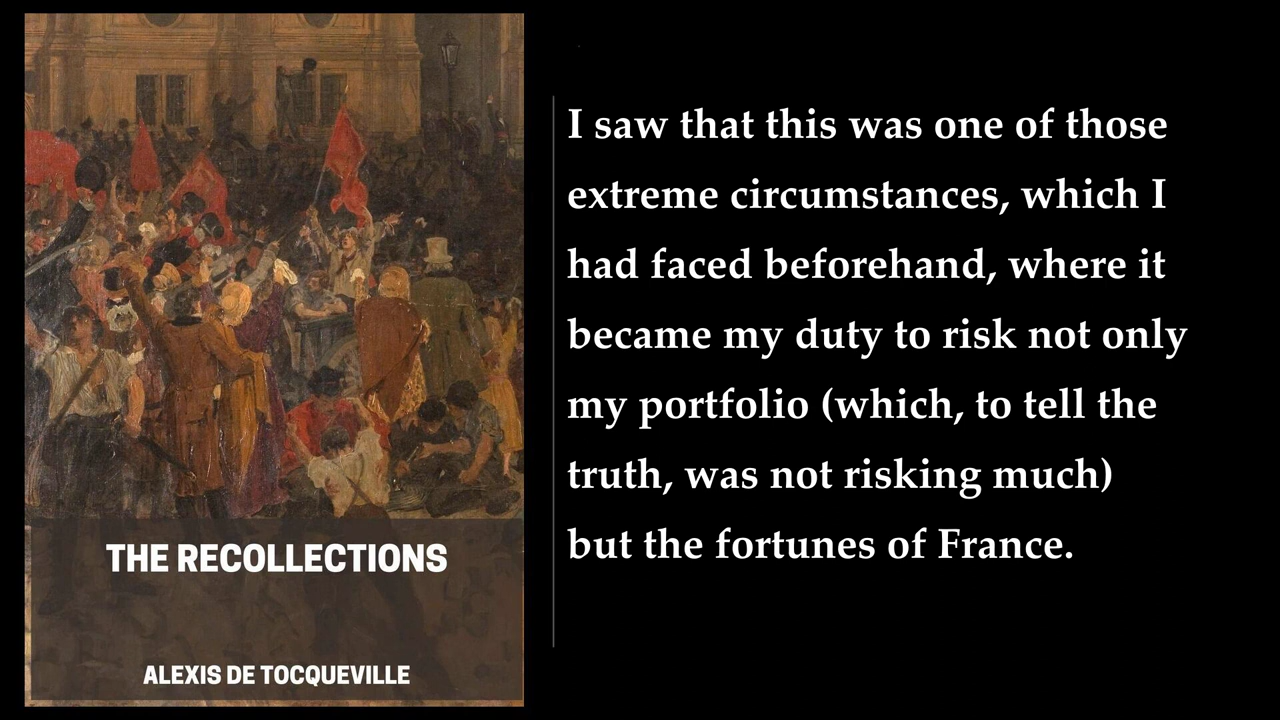 THE RECOLLECTIONS
ALEXIS DE TOCQUEVILLE
I saw that this was one of those
extreme circumstances, which I
had faced beforehand, where it
became my duty to risk not only
my portfolio (which, to tell the
truth, was not risking much)
but the fortunes of France.